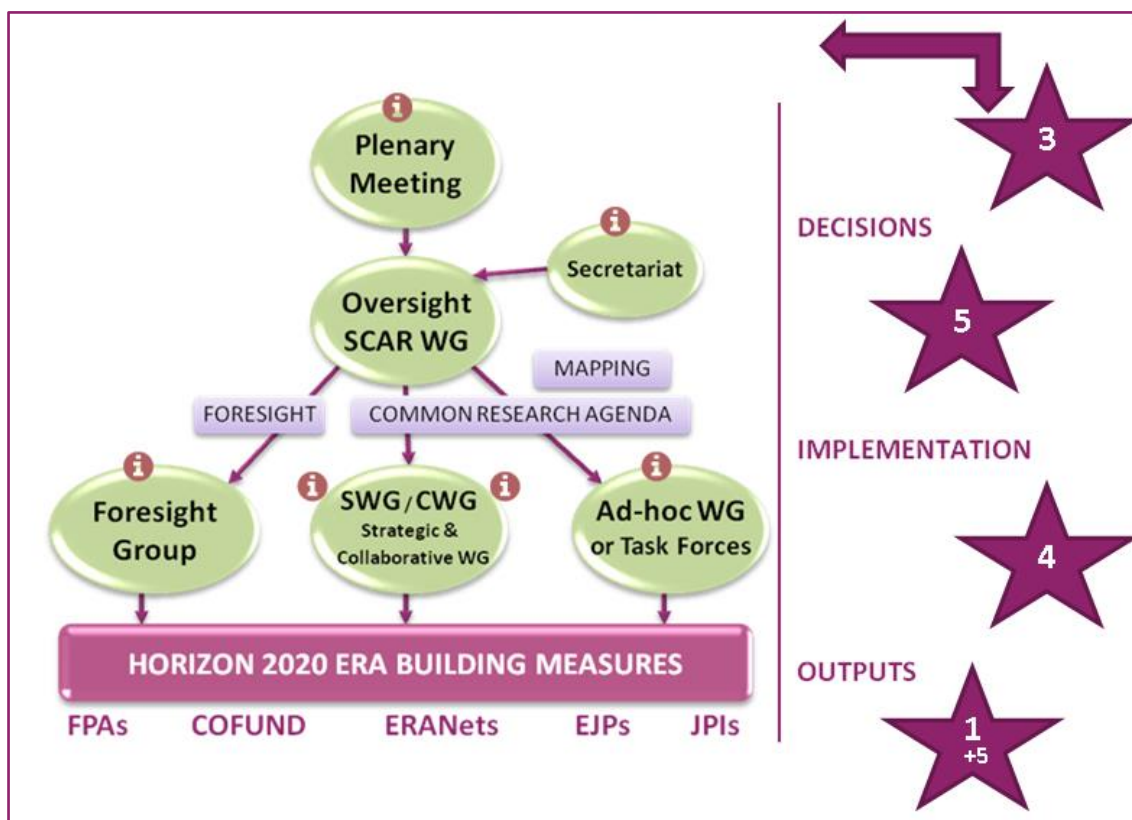 i
Plenary
Meeting
i
Secretariat
Oversight
SCAR WG
MAPPING
FORESIGHT
COMMON RESEARCH AGENDA
i
Foresight
Group
i
i
SWG / CWG
Strategic &
Collaborative WG
i
Ad-hoc WG
or Task Forces
HORIZON 2020 ERA BUILDING MEASURES
FPAs COFUND ERANets EJPs JPIs
3
DECISIONS
5
IMPLEMENTATION
4
OUTPUTS
1
+5